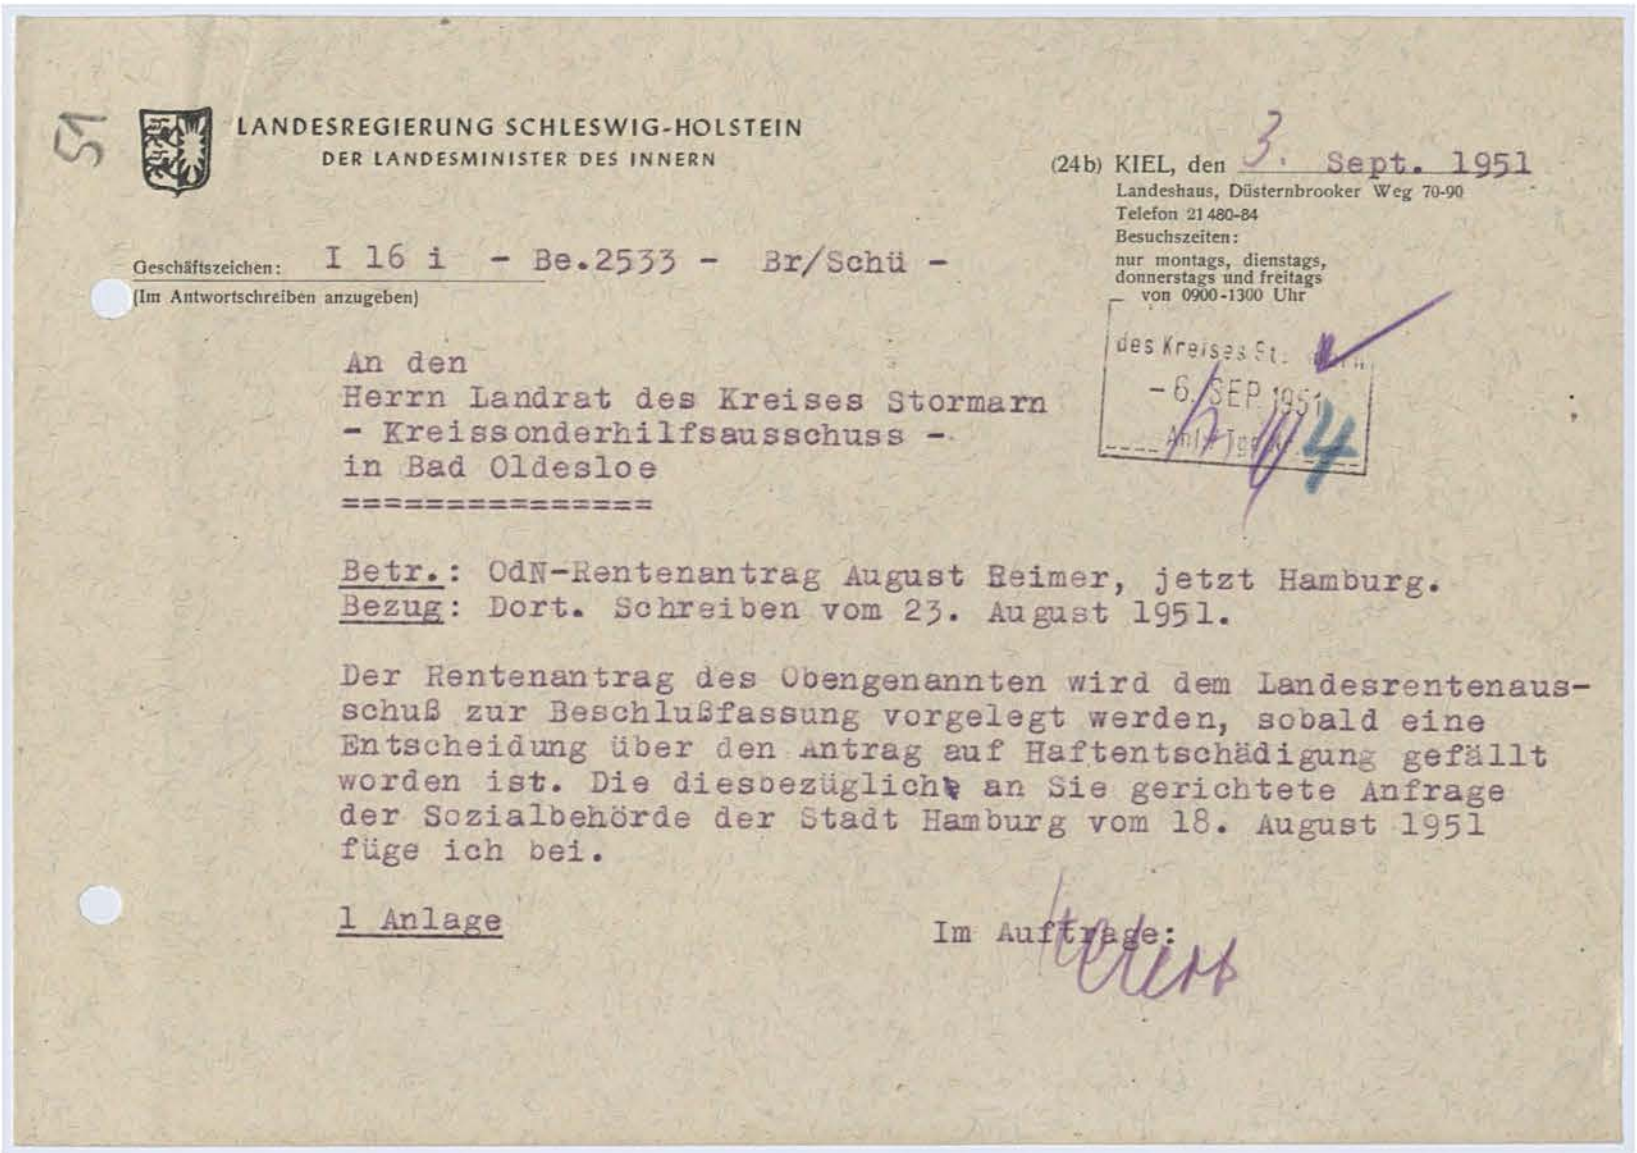 51
LANDESREGIERUNG SCHLESWIG-HOLSTEIN
DER LANDESMINISTER DES INNERN
(24b) KIEL, den 3. Sept. 1951
Landeshaus, Düsternbrooker Weg 70-90
Telefon 21 480-84
Besuchszeiten:
nur montags, dienstags,
donnerstags und freitags
von 0900-1300 Uhr
Geschäftszeichen: I 16 i - Be.2533 - Br/Schü -
(Im Antwortschreiben anzugeben)
des Kreises
- 6. SEP. 1951
4
An den
Herrn Landrat des Kreises Stormarn
- Kreissonderhilfsausschuss -
in Bad Oldesloe
===============
Betr.: OdN-Rentenantrag August Reimer, jetzt Hamburg.
Bezug: Dort. Schreiben vom 23. August 1951.
Der Rentenantrag des Obengenannten wird dem Landesrentenaus-
schuß zur Beschlußfassung vorgelegt werden, sobald eine
Entscheidung über den Antrag auf Haftentschädigung gefällt
worden ist. Die diesbezügliche an Sie gerichtete Anfrage
der Sozialbehörde der Stadt Hamburg vom 18. August 1951
füge ich bei.
1 Anlage
Im Auftrage: